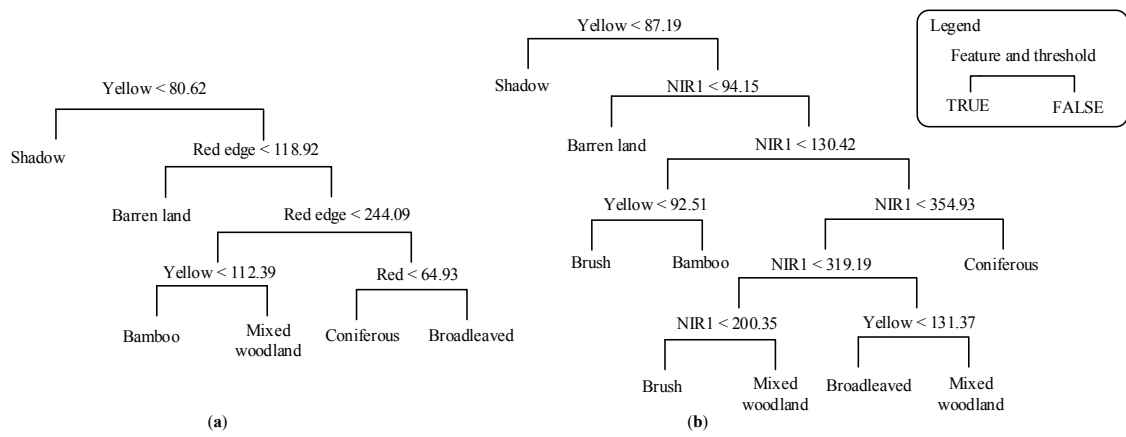 Yellow < 80.62
Shadow
Red edge < 118.92
Barren land
Red edge < 244.09
Yellow < 112.39
Red < 64.93
Bamboo
Mixed
woodland
Coniferous
Broadleaved
(a)
Yellow < 87.19
Shadow
NIR1 < 94.15
Barren land
NIR1 < 130.42
Yellow < 92.51
NIR1 < 354.93
Brush
Bamboo
NIR1 < 319.19
Coniferous
NIR1 < 200.35
Yellow < 131.37
Brush
Mixed
woodland
Broadleaved
Mixed
woodland
(b)
Legend
Feature and threshold
TRUE
FALSE